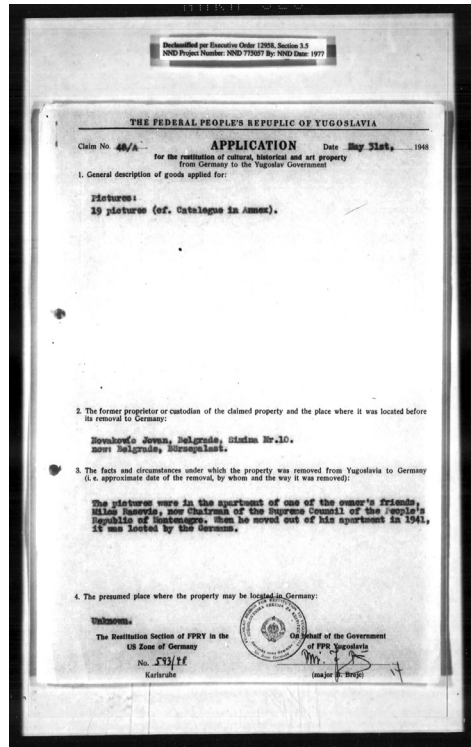 Declassified per Executive Order 12958, Section 3.5
NND Project Number: NND 775057 By: NND Date: 1977
THE FEDERAL PEOPLE'S REPUBLIC OF YUGOSLAVIA
Claim No. 48/A
APPLICATION
Date May 31st, 1948
for the restitution of cultural, historical and art property
from Germany to the Yugoslav Government
1. General description of goods applied for:
Pictures:
19 pictures (cf. Catalogue in Annex).
2. The former proprietor or custodian of the claimed property and the place where it was located before
its removal to Germany:
Novaković Jovan, Belgrade, Simina Nr.10.
now: Belgrade, Börsepalast.
3. The facts and circumstances under which the property was removed from Yugoslavia to Germany
(i. e. approximate date of the removal, by whom and the way it was removed):
The pictures were in the apartment of one of the owner's friends,
Milos Rasovic, now Chairman of the Supreme Council of the People's
Republic of Montenegro. When he moved out of his apartment in 1941,
it was looted by the Germans.
4. The presumed place where the property may be located in Germany:
Unknown.
The Restitution Section of FPRY in the
US Zone of Germany
No. 593/48
Karlsruhe
On behalf of the Government
of FPR Yugoslavia
(major Brejc)
17